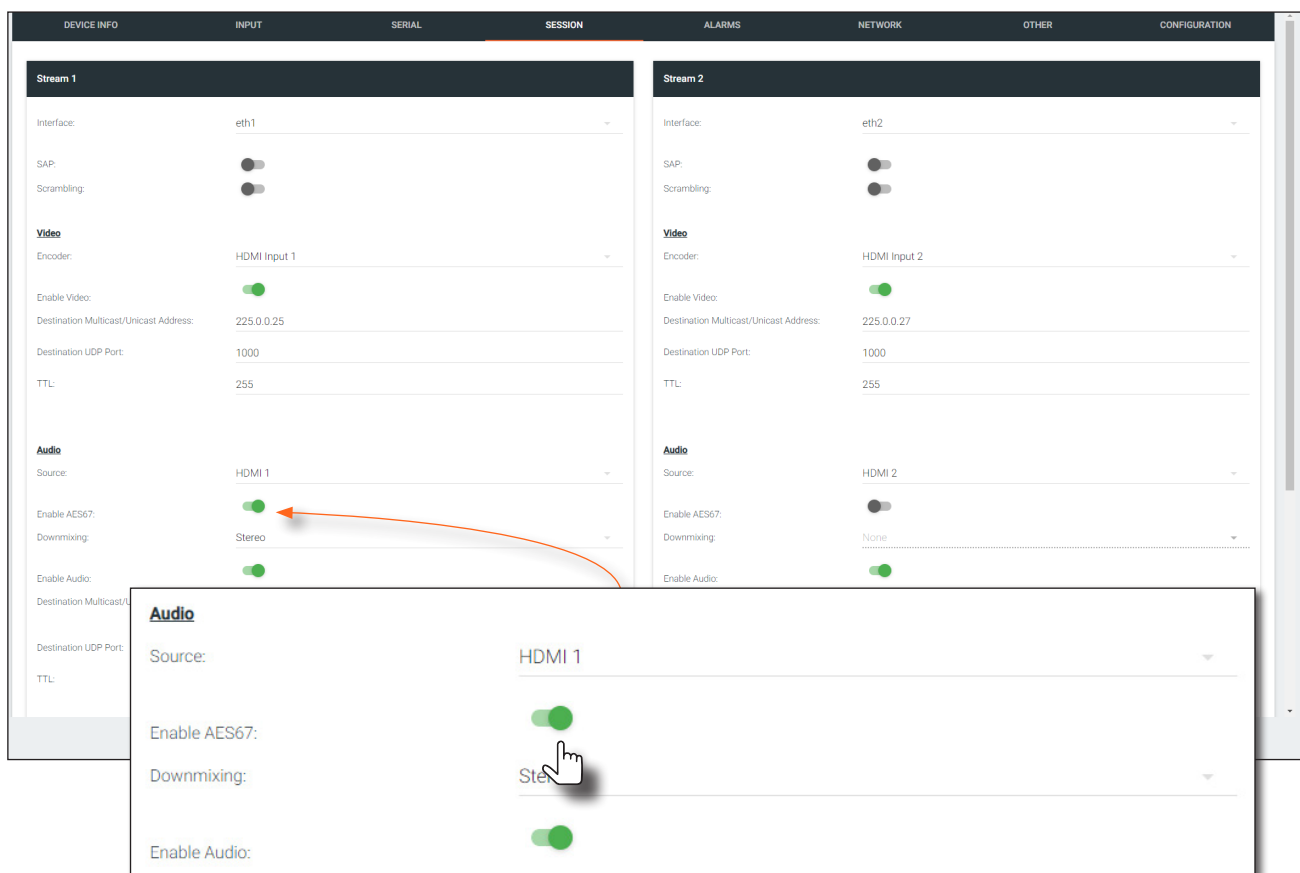 DEVICE INFO INPUT SERIAL SESSION ALARMS NETWORK OTHER CONFIGURATION
Stream 1
Interface: eth1
SAP:
Scrambling:
Video
Encoder: HDMI Input 1
Enable Video:
Destination Multicast/Unicast Address: 225.0.0.25
Destination UDP Port: 1000
TTL: 255
Audio
Source: HDMI 1
Enable AES67:
Downmixing: Stereo
Enable Audio:
Destination Multicast/U
Destination UDP Port:
TTL:
Stream 2
Interface: eth2
SAP:
Scrambling:
Video
Encoder: HDMI Input 2
Enable Video:
Destination Multicast/Unicast Address: 225.0.0.27
Destination UDP Port: 1000
TTL: 255
Audio
Source: HDMI 2
Enable AES67:
Downmixing: None
Enable Audio:
Audio
Source: HDMI 1
Enable AES67:
Downmixing:
Enable Audio: